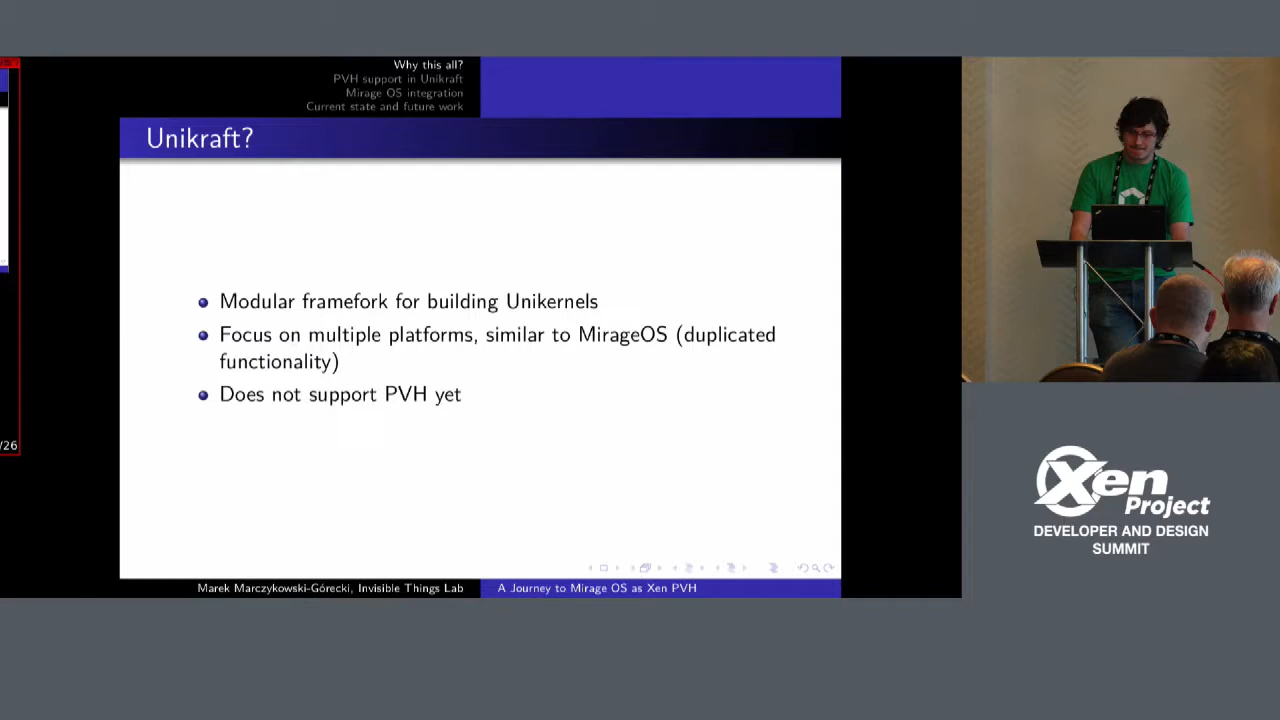 Why this all?
PVH support in Unikraft
Mirage OS integration
Current state and future work
Unikraft?
Modular framefork for building Unikernels
Focus on multiple platforms, similar to MirageOS (duplicated
functionality)
Does not support PVH yet
/26
Marek Marczykowski-Górecki, Invisible Things Lab
A Journey to Mirage OS as Xen PVH
Xen
Project
DEVELOPER AND DESIGN
SUMMIT